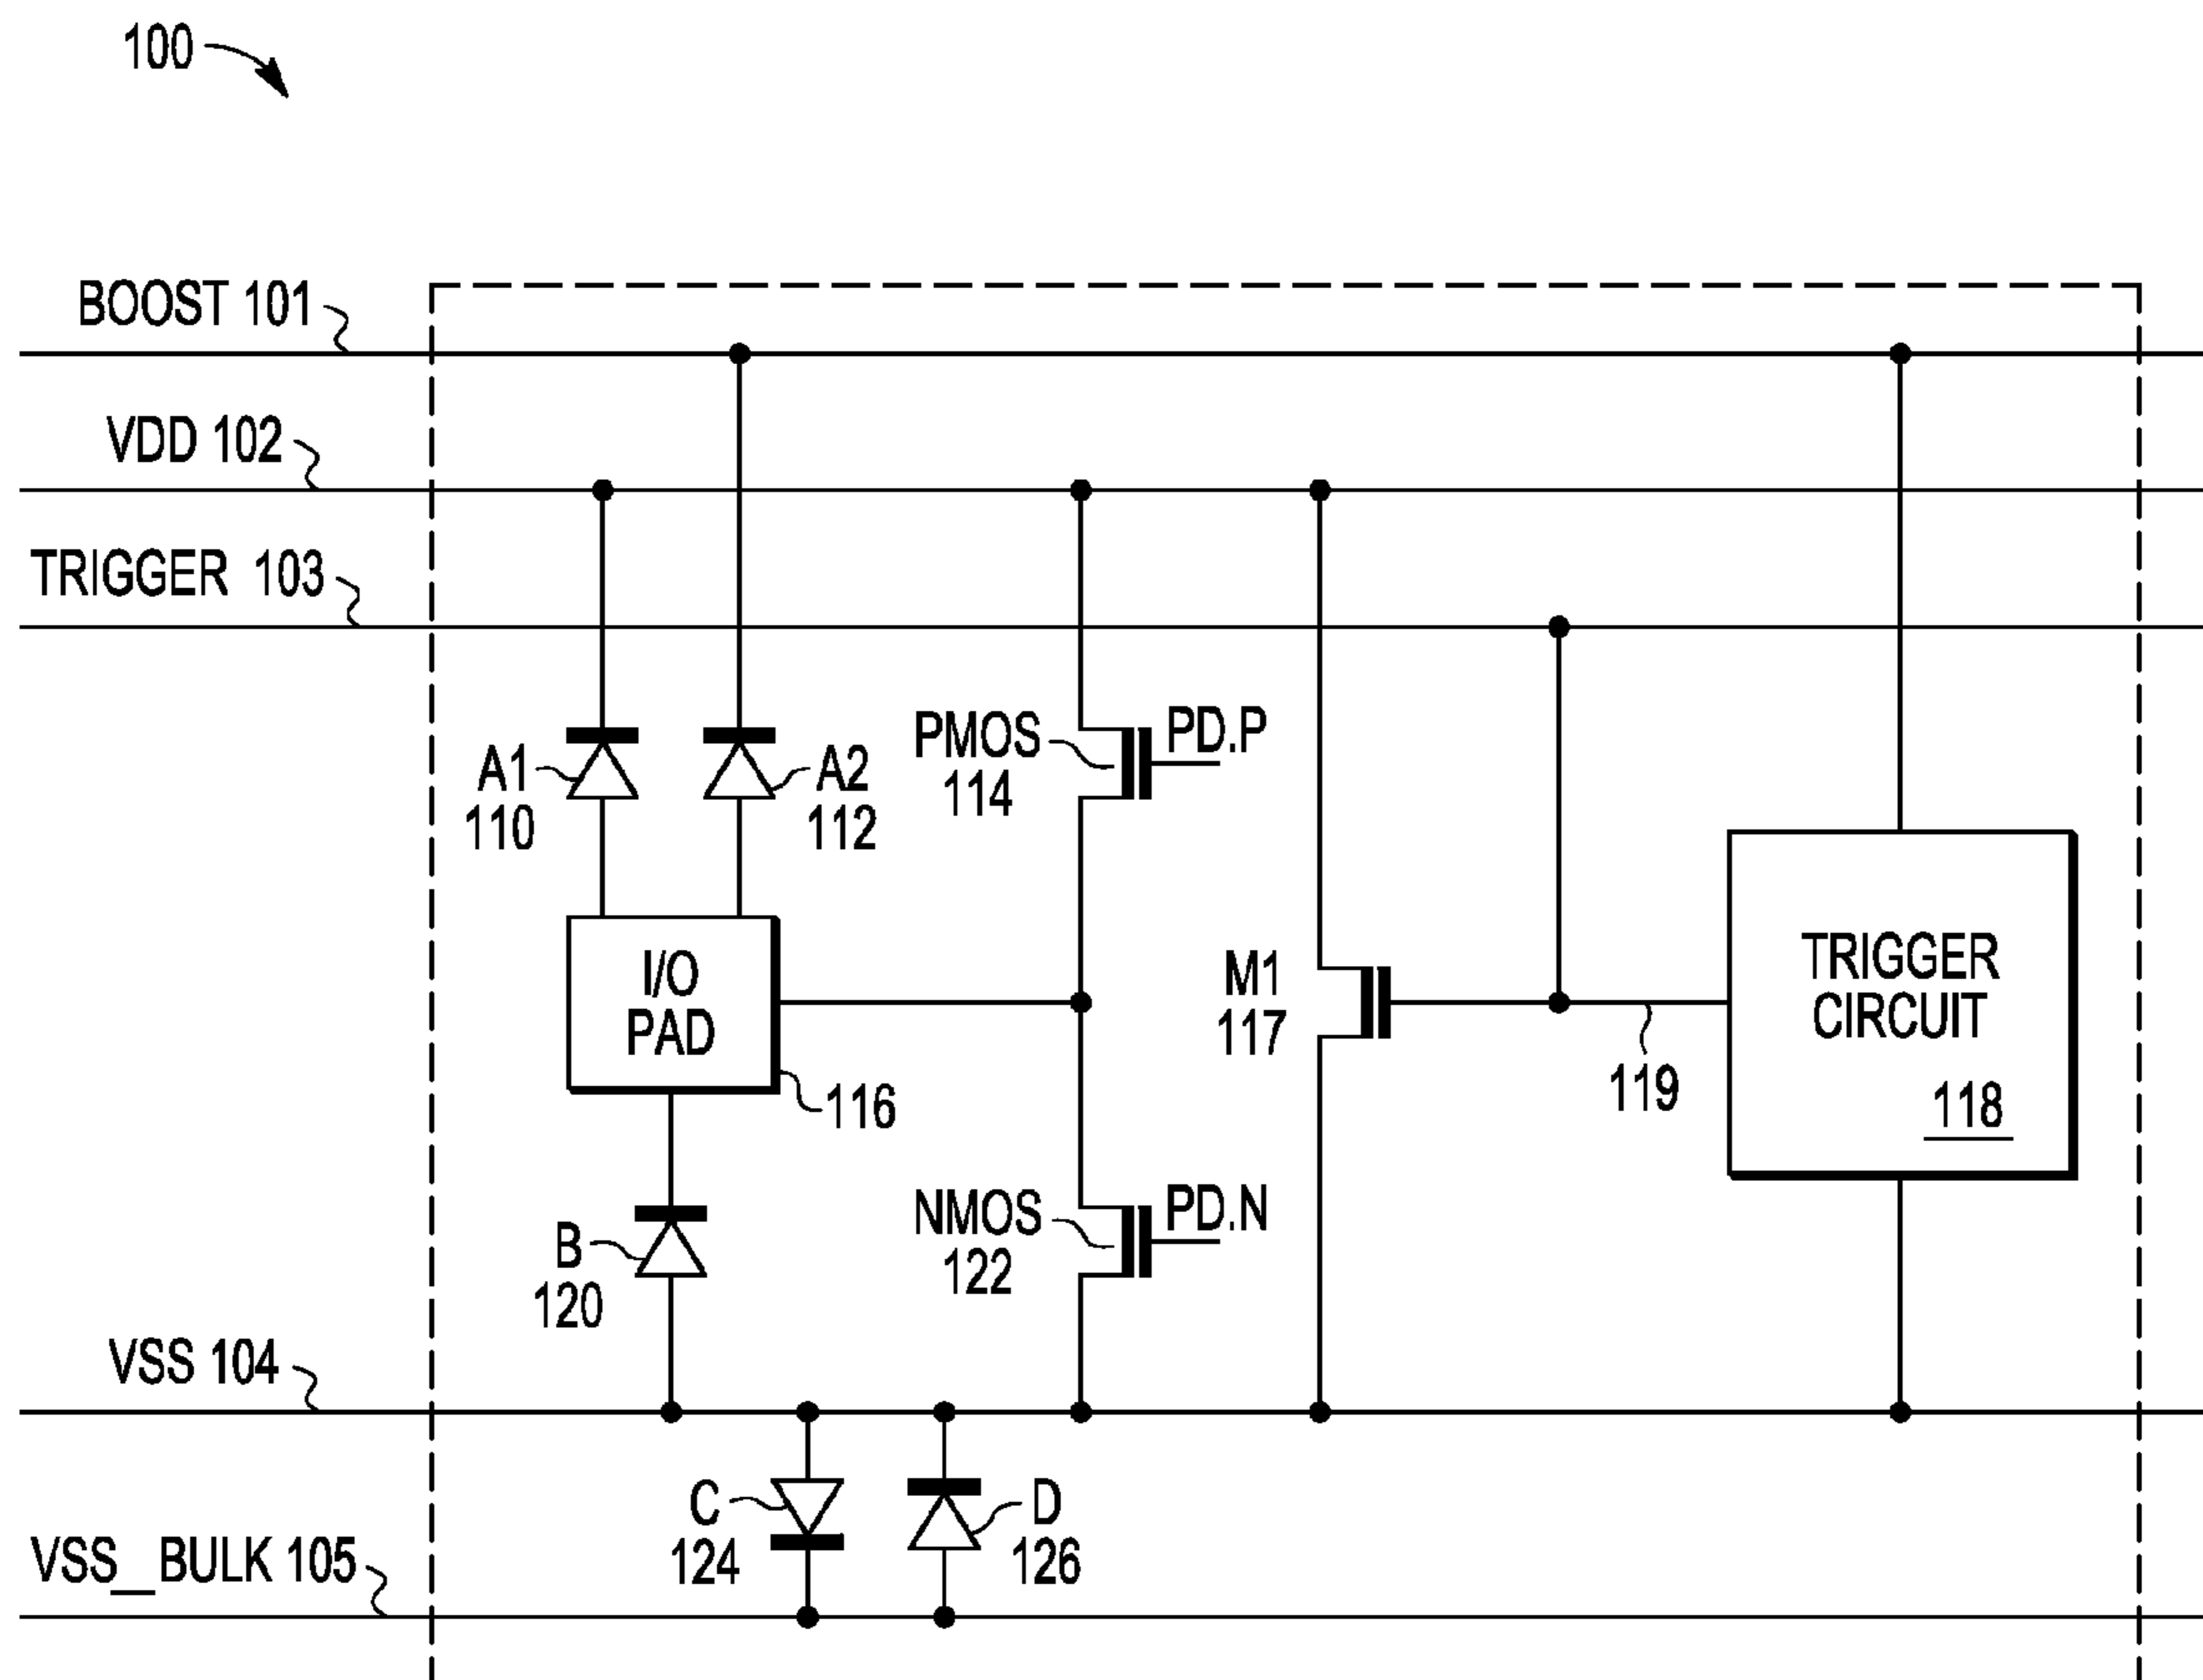 100
BOOST 101
VDD 102
TRIGGER 103
PMOS
114
PD.P
A1
110
A2
112
I/O
PAD
116
M1
117
119
TRIGGER
CIRCUIT
118
B
120
NMOS
122
PD.N
VSS 104
C
124
D
126
VSS_BULK 105